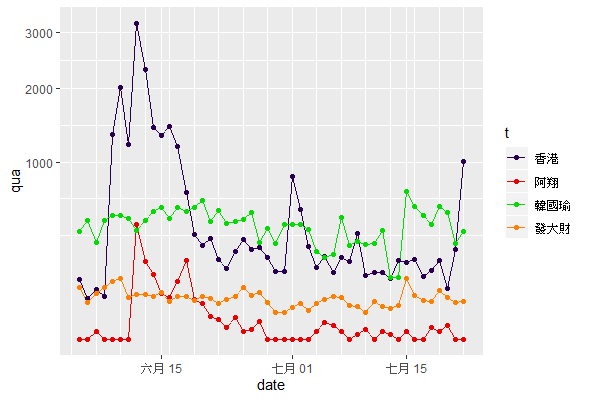 3000
2000
1000
qua
六月 15
七月 01
七月 15
date
t
香港
阿翔
韓國瑜
發大財